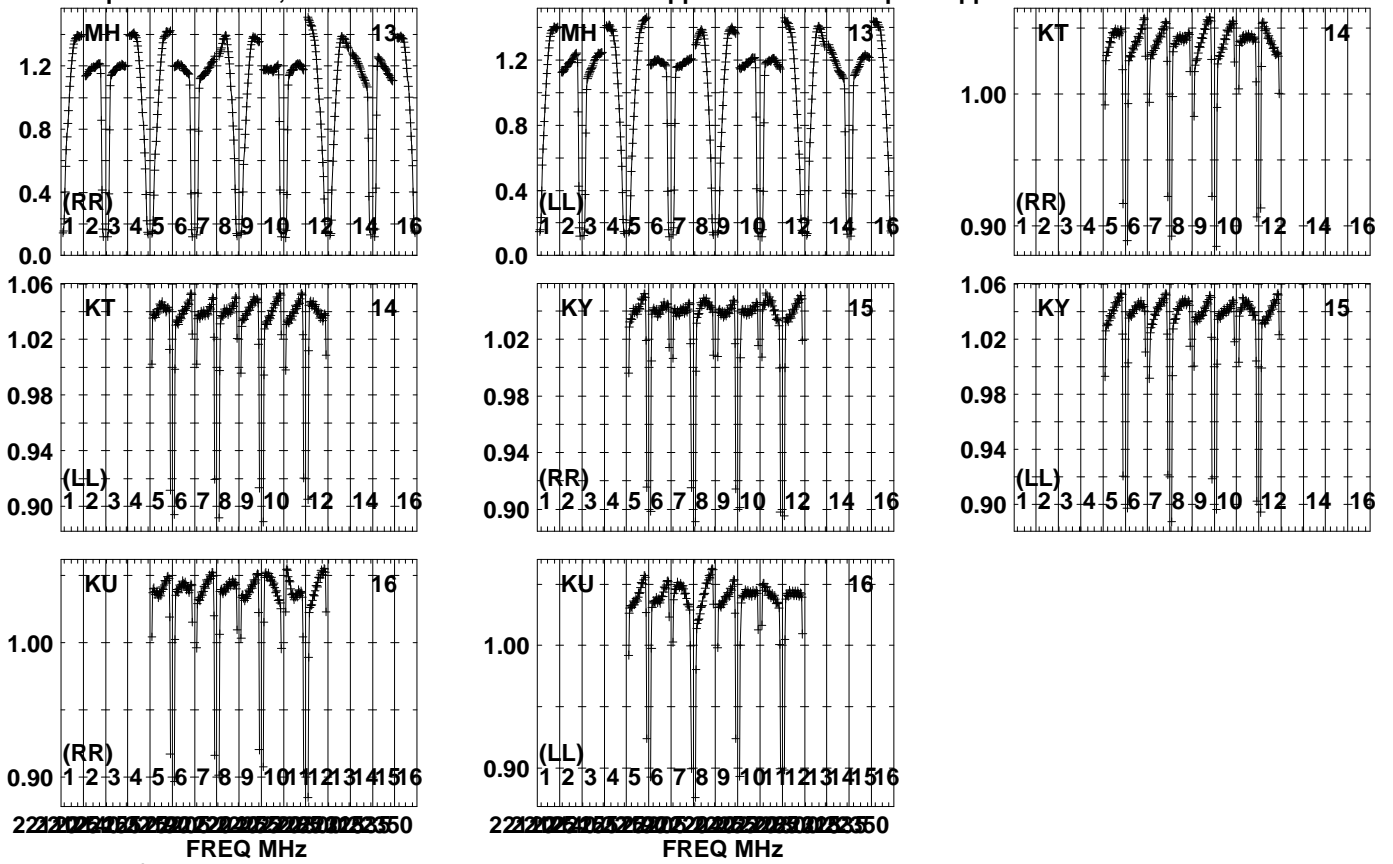 MH 13
1.2
0.8
0.4
(RR)
1 2 3 4 5 6 7 8 9 10 12 14 16
0.0
MH 13
1.6
1.2
0.8
0.4
(LL)
1 2 3 4 5 6 7 8 9 10 12 14 16
0.0
KT 14
1.00
(RR)
0.90
1 2 3 4 5 6 7 8 9 10 12 14 16
KT 14
1.06
1.02
0.98
0.94
(LL)
0.90
1 2 3 4 5 6 7 8 9 10 12 14 16
KY 15
1.02
0.98
0.94
(RR)
0.90
1 2 3 4 5 6 7 8 9 10 12 14 16
KY 15
1.06
1.02
0.98
0.94
(LL)
0.90
1 2 3 4 5 6 7 8 9 10 12 14 16
KU 16
1.00
(RR)
0.90
1 2 3 4 5 6 7 8 9 10 11 12 13 14 15 16
FREQ MHz
KU 16
1.00
(LL)
0.90
1 2 3 4 5 6 7 8 9 10 11 12 13 14 15 16
FREQ MHz